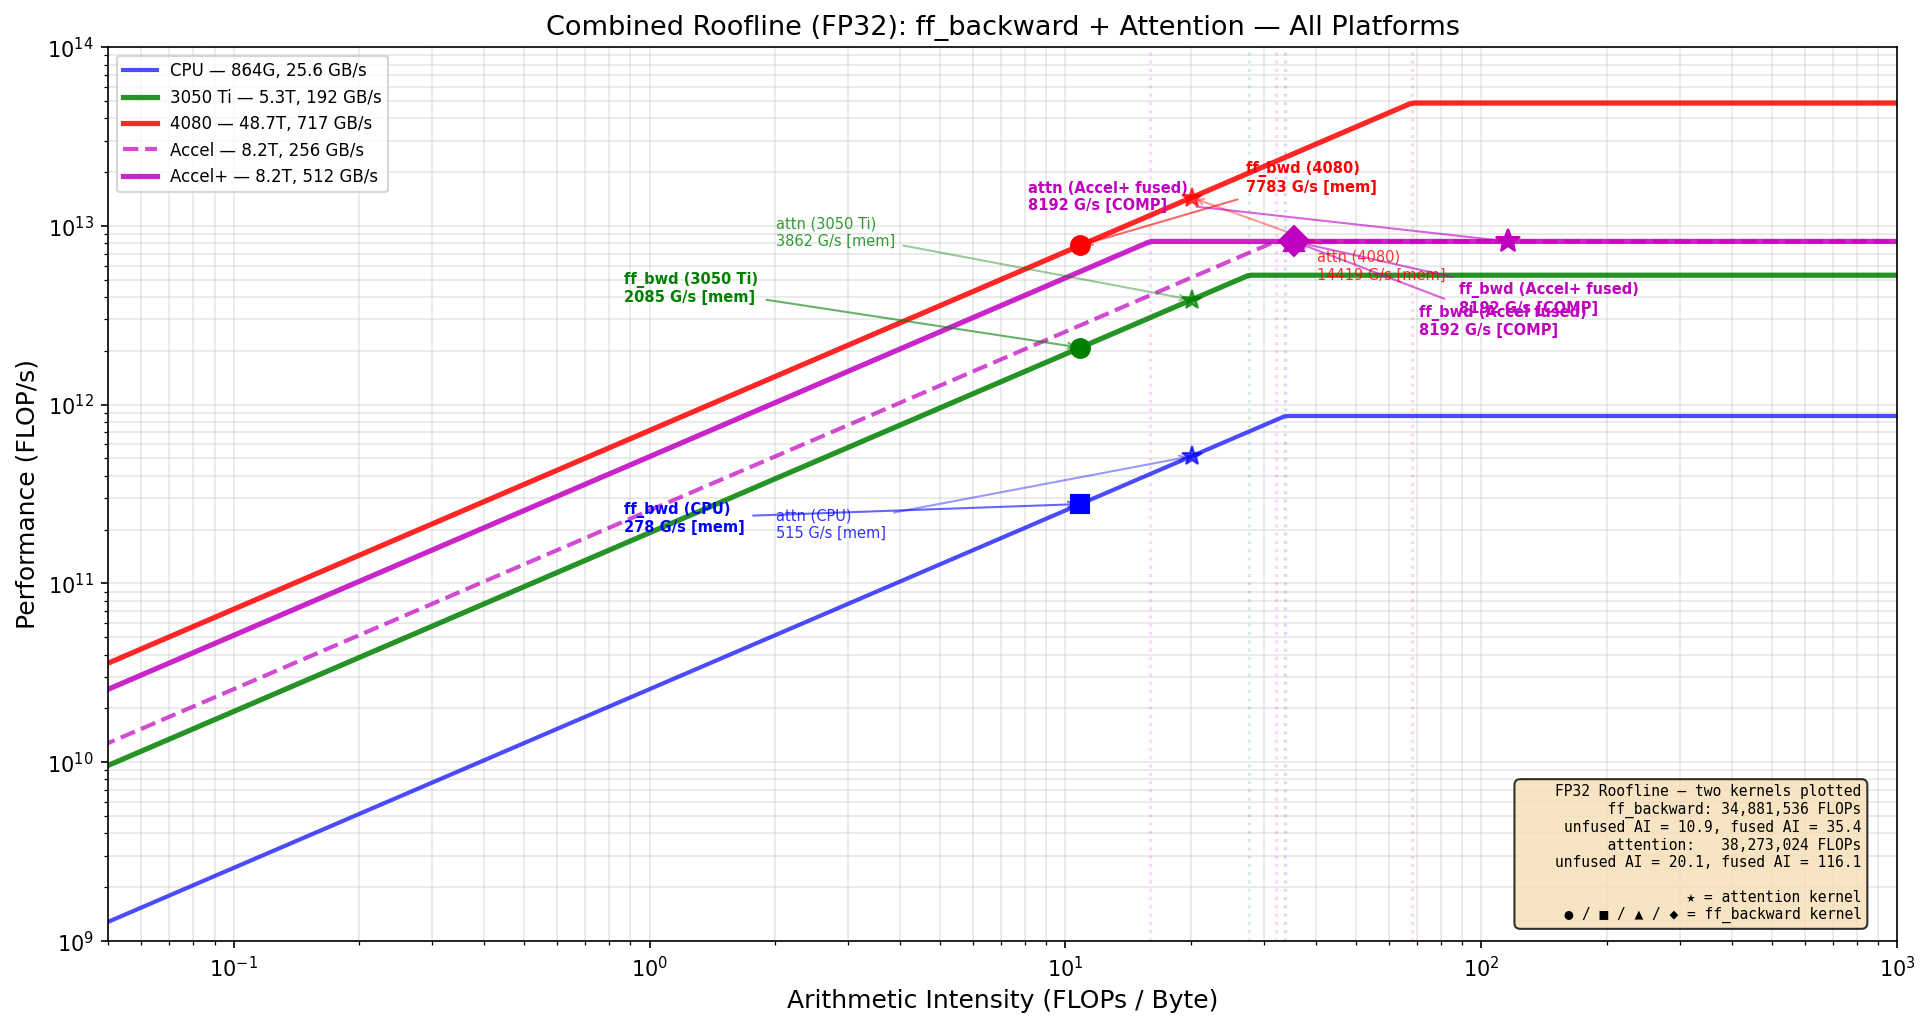 Combined Roofline (FP32): ff_backward + Attention — All Platforms
CPU — 864G, 25.6 GB/s
3050 Ti — 5.3T, 192 GB/s
4080 — 48.7T, 717 GB/s
Accel — 8.2T, 256 GB/s
Accel+ — 8.2T, 512 GB/s
10^14
10^13
10^12
10^11
10^10
10^9
Performance (FLOP/s)
ff_bwd (4080)
7783 G/s [mem]
attn (Accel+ fused)
8192 G/s [COMP]
attn (3050 Ti)
3862 G/s [mem]
attn (4080)
14419 G/s [mem]
ff_bwd (3050 Ti)
2085 G/s [mem]
ff_bwd (Accel+ fused)
8192 G/s [COMP]
ff_bwd (Accel fused)
8192 G/s [COMP]
ff_bwd (CPU)
278 G/s [mem]
attn (CPU)
515 G/s [mem]
FP32 Roofline — two kernels plotted
ff_backward: 34,881,536 FLOPs
unfused AI = 10.9, fused AI = 35.4
attention: 38,273,024 FLOPs
unfused AI = 20.1, fused AI = 116.1
★ = attention kernel
● / ■ / ▲ / ◆ = ff_backward kernel
10^-1
10^0
10^1
10^2
10^3
Arithmetic Intensity (FLOPs / Byte)